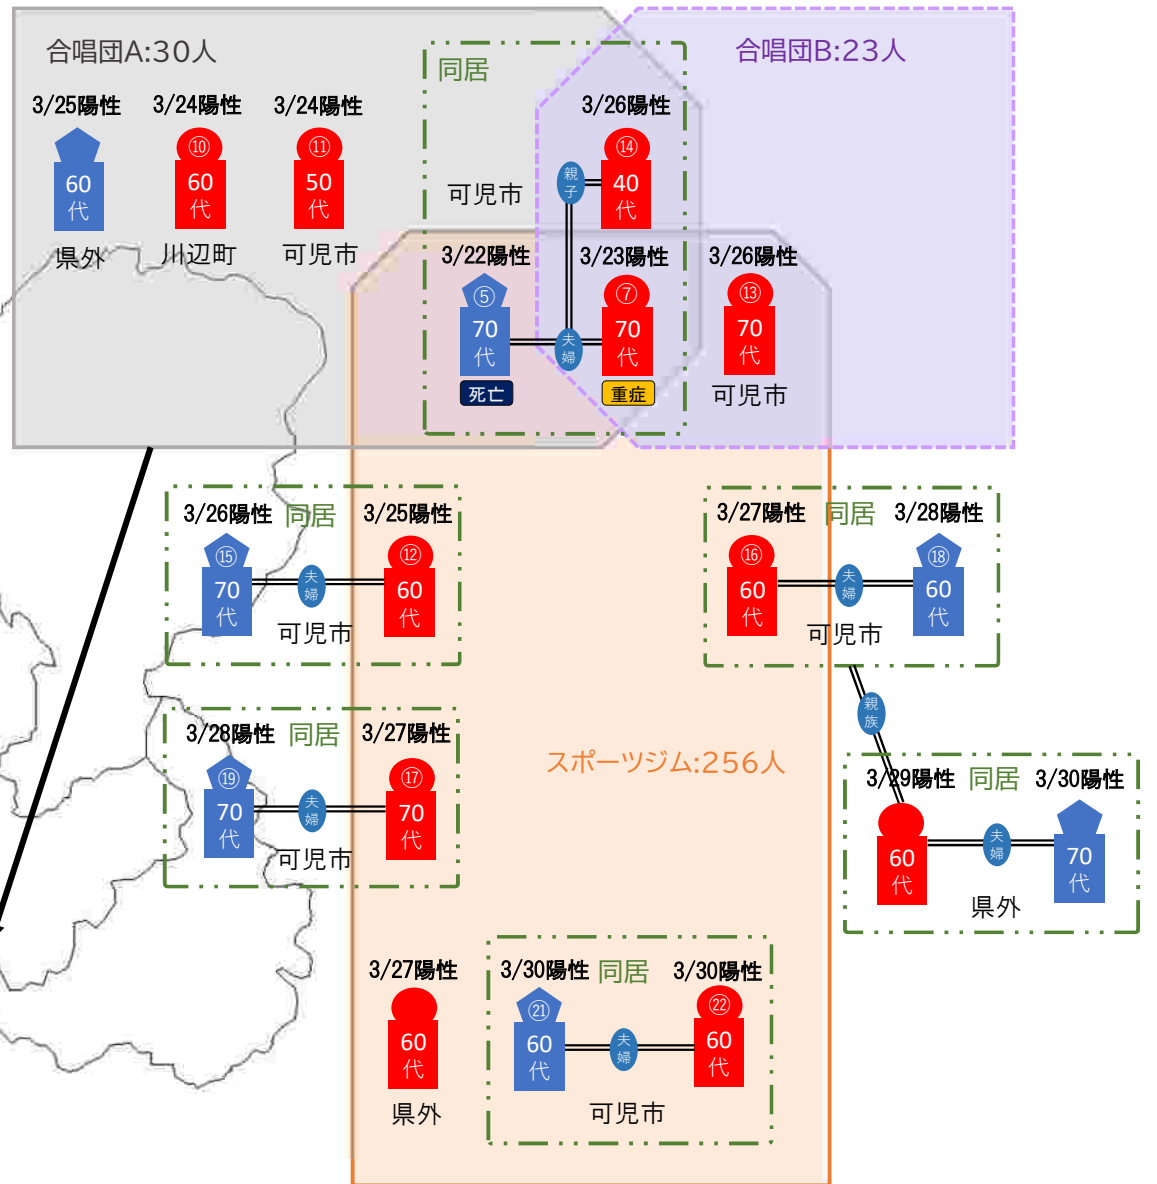 合唱団A:30人
合唱団B:23人
同居
3/25陽性
3/24陽性
3/24陽性
3/26陽性
60
代
県外
⑩
60
代
川辺町
⑪
50
代
可児市
⑭
40
代
親
子
可児市
3/22陽性
3/23陽性
3/26陽性
⑤
70
代
死亡
夫
婦
⑦
70
代
重症
⑬
70
代
可児市
3/26陽性
同居
3/25陽性
⑮
70
代
夫
婦
⑫
60
代
可児市
3/27陽性
同居
3/28陽性
⑯
60
代
夫
婦
⑱
60
代
可児市
親
族
3/28陽性
同居
3/27陽性
⑲
70
代
夫
婦
⑰
70
代
可児市
スポーツジム:256人
3/29陽性
同居
3/30陽性
60
代
夫
婦
70
代
県外
3/27陽性
60
代
県外
3/30陽性
同居
3/30陽性
㉑
60
代
夫
婦
㉒
60
代
可児市